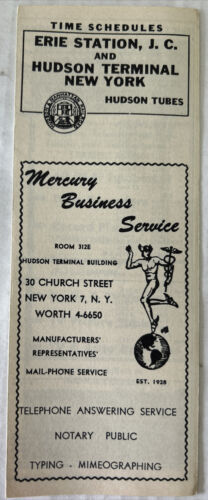 TIME SCHEDULES
ERIE STATION, J. C.
AND
HUDSON TERMINAL
NEW YORK
HUDSON TUBES
Mercury
Business
Service
ROOM 312E
HUDSON TERMINAL BUILDING
30 CHURCH STREET
NEW YORK 7, N. Y.
WORTH 4-6650
MANUFACTURERS'
REPRESENTATIVES'
MAIL-PHONE SERVICE
EST. 1928
TELEPHONE ANSWERING SERVICE
NOTARY PUBLIC
TYPING - MIMEOGRAPHING